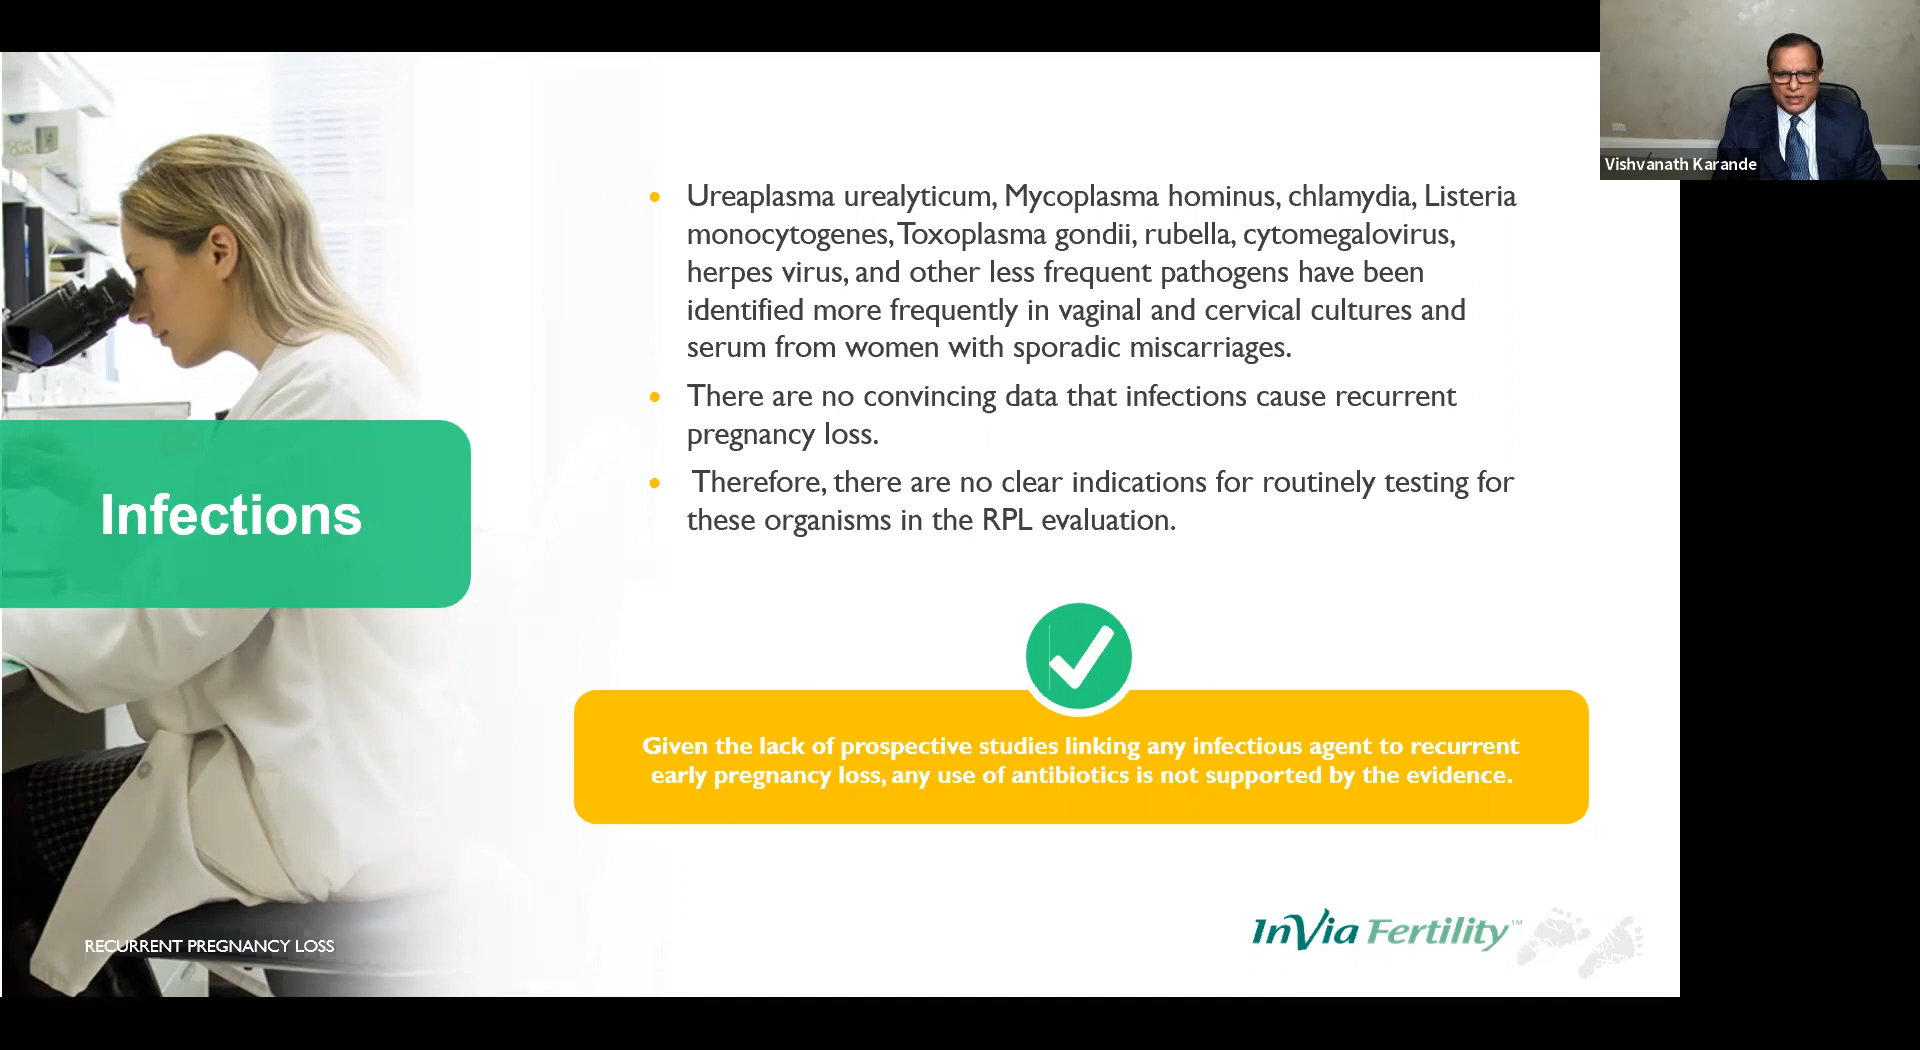 Vishvanath Karande
Ureaplasma urealyticum, Mycoplasma hominus, chlamydia, Listeria
monocytogenes, Toxoplasma gondii, rubella, cytomegalovirus,
herpes virus, and other less frequent pathogens have been
identified more frequently in vaginal and cervical cultures and
serum from women with sporadic miscarriages.
There are no convincing data that infections cause recurrent
pregnancy loss.
Therefore, there are no clear indications for routinely testing for
these organisms in the RPL evaluation.
Infections
Given the lack of prospective studies linking any infectious agent to recurrent
early pregnancy loss, any use of antibiotics is not supported by the evidence.
RECURRENT PREGNANCY LOSS
InVia Fertility™